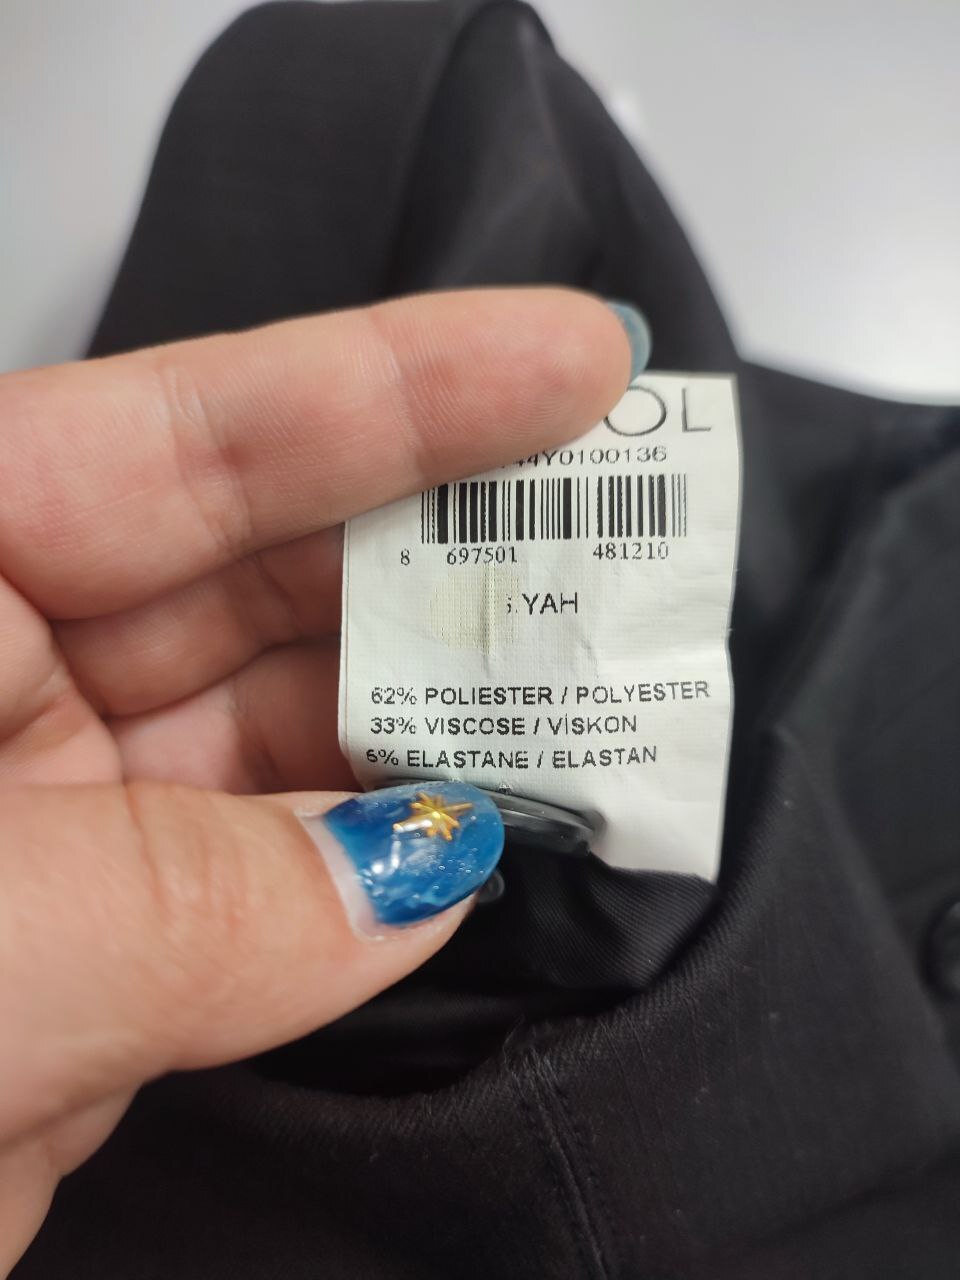 OL
44Y0100136
8 697501 481210
YAH
62% POLIESTER / POLYESTER
33% VISCOSE / VİSKON
6% ELASTANE / ELASTAN